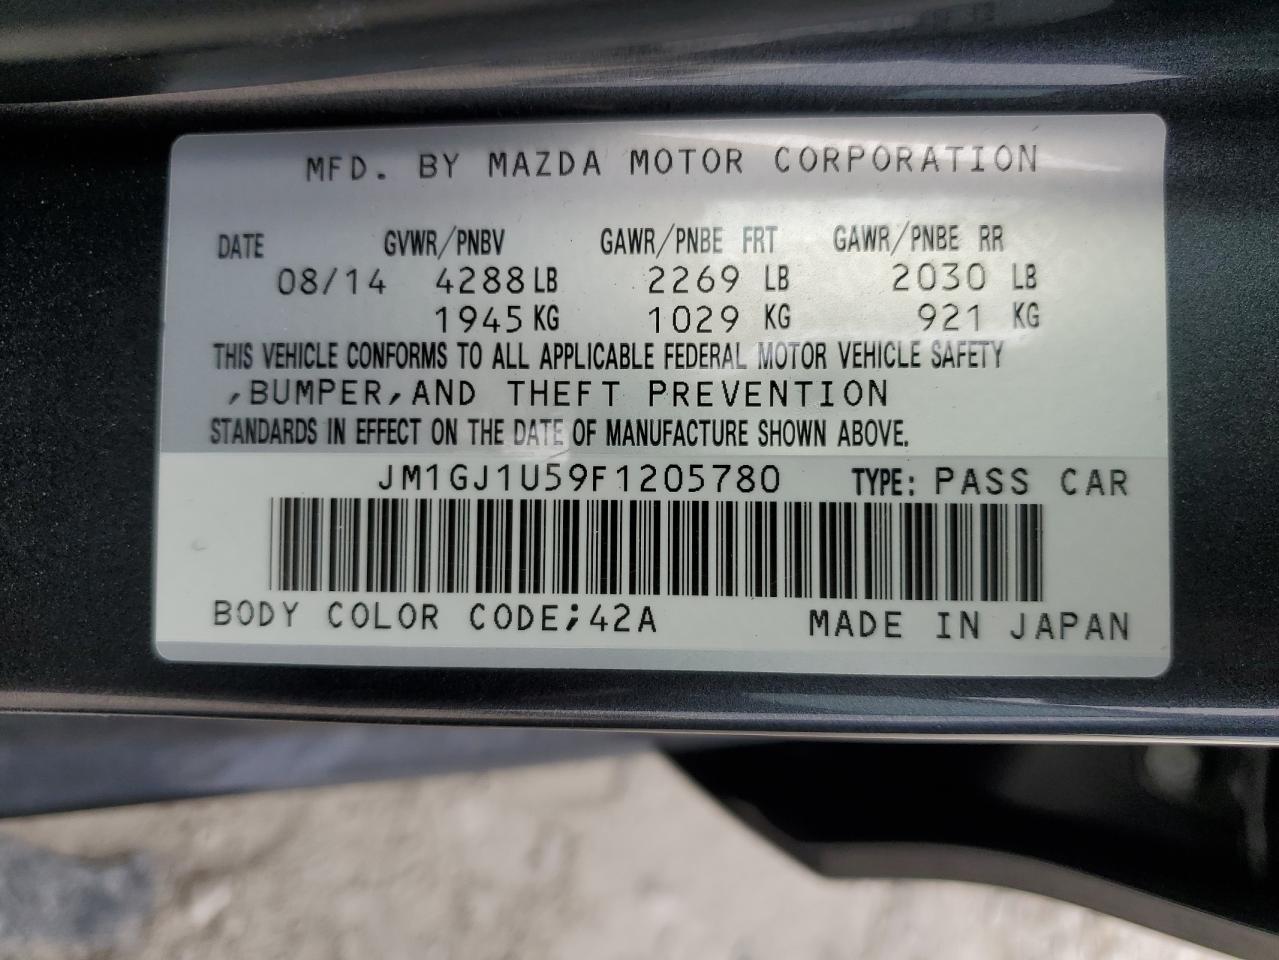 MFD. BY MAZDA MOTOR CORPORATION
DATE GVWR/PNBV GAWR/PNBE FRT GAWR/PNBE RR
08/14 4288 LB 2269 LB 2030 LB
1945 KG 1029 KG 921 KG
THIS VEHICLE CONFORMS TO ALL APPLICABLE FEDERAL MOTOR VEHICLE SAFETY
,BUMPER,AND THEFT PREVENTION
STANDARDS IN EFFECT ON THE DATE OF MANUFACTURE SHOWN ABOVE.
JM1GJ1U59F1205780 TYPE: PASS CAR
BODY COLOR CODE;42A MADE IN JAPAN